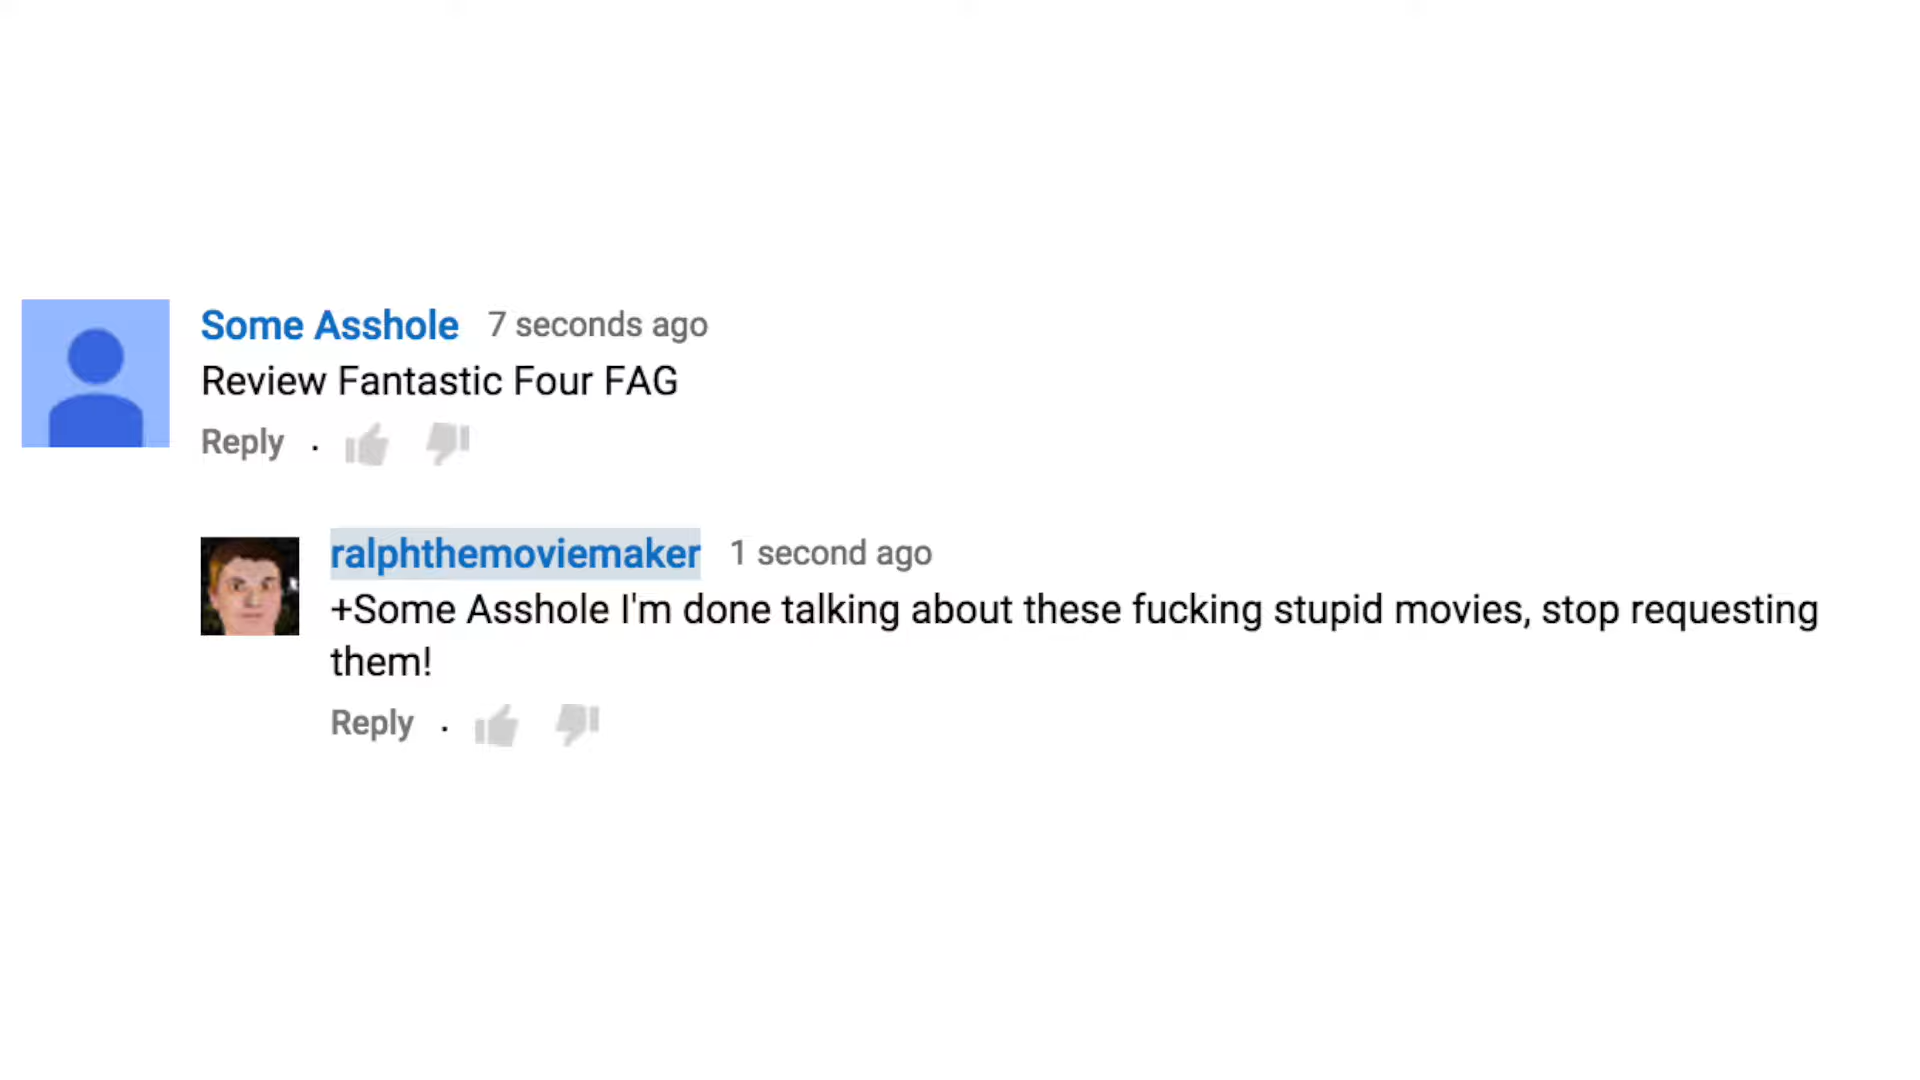 Some Asshole 7 seconds ago
Review Fantastic Four FAG
Reply .
ralphthemoviemaker 1 second ago
+Some Asshole I'm done talking about these fucking stupid movies, stop requesting
them!
Reply .